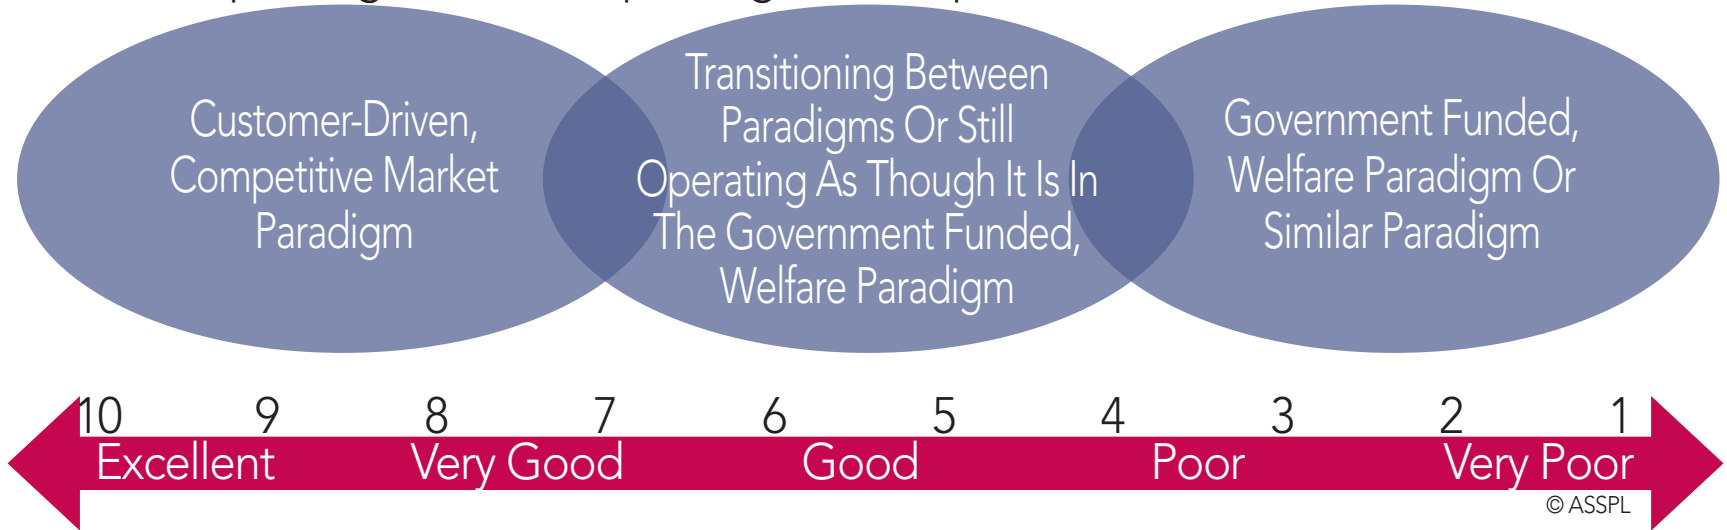 Customer-Driven,
Competitive Market
Paradigm
Transitioning Between
Paradigms Or Still
Operating As Though It Is In
The Government Funded,
Welfare Paradigm
Government Funded,
Welfare Paradigm Or
Similar Paradigm
10 9 8 7 6 5 4 3 2 1
Excellent Very Good Good Poor Very Poor
© ASSPL